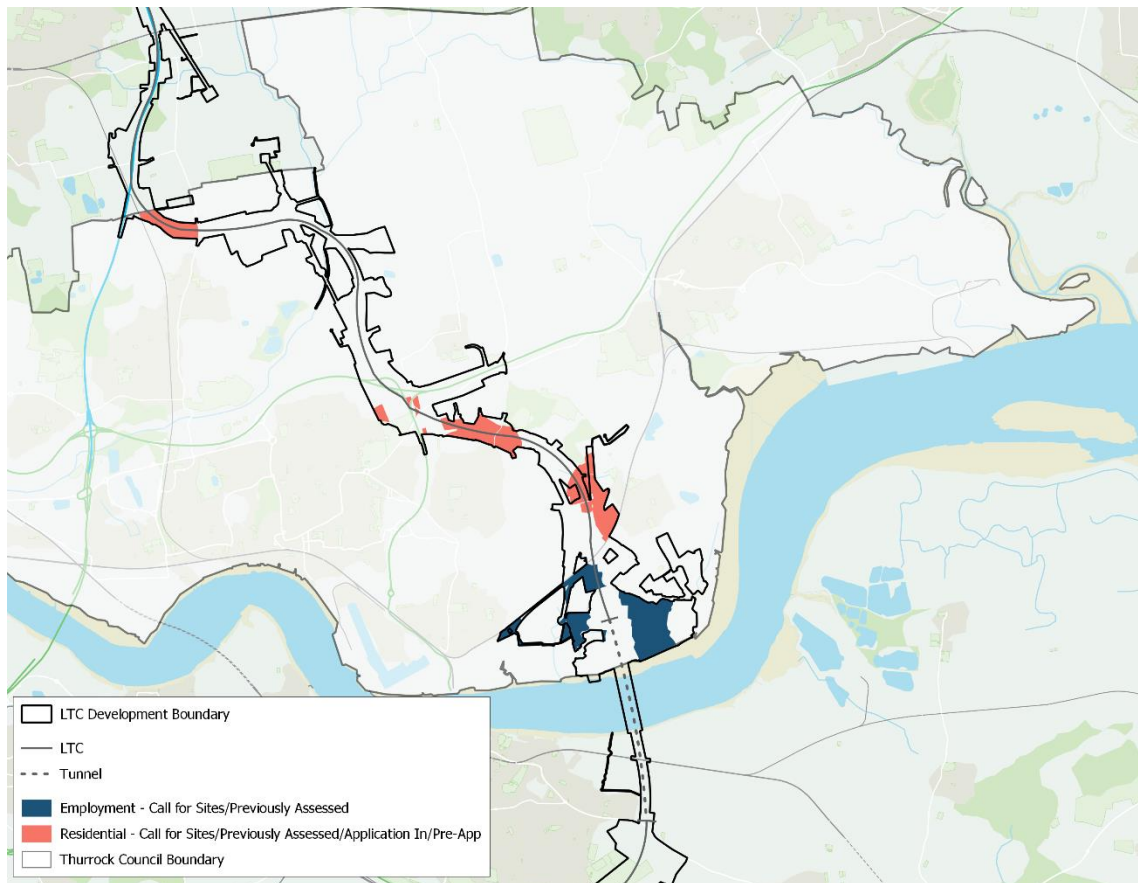 LTC Development Boundary
LTC
Tunnel
Employment - Call for Sites/Previously Assessed
Residential - Call for Sites/Previously Assessed/Application In/Pre-App
Thurrock Council Boundary